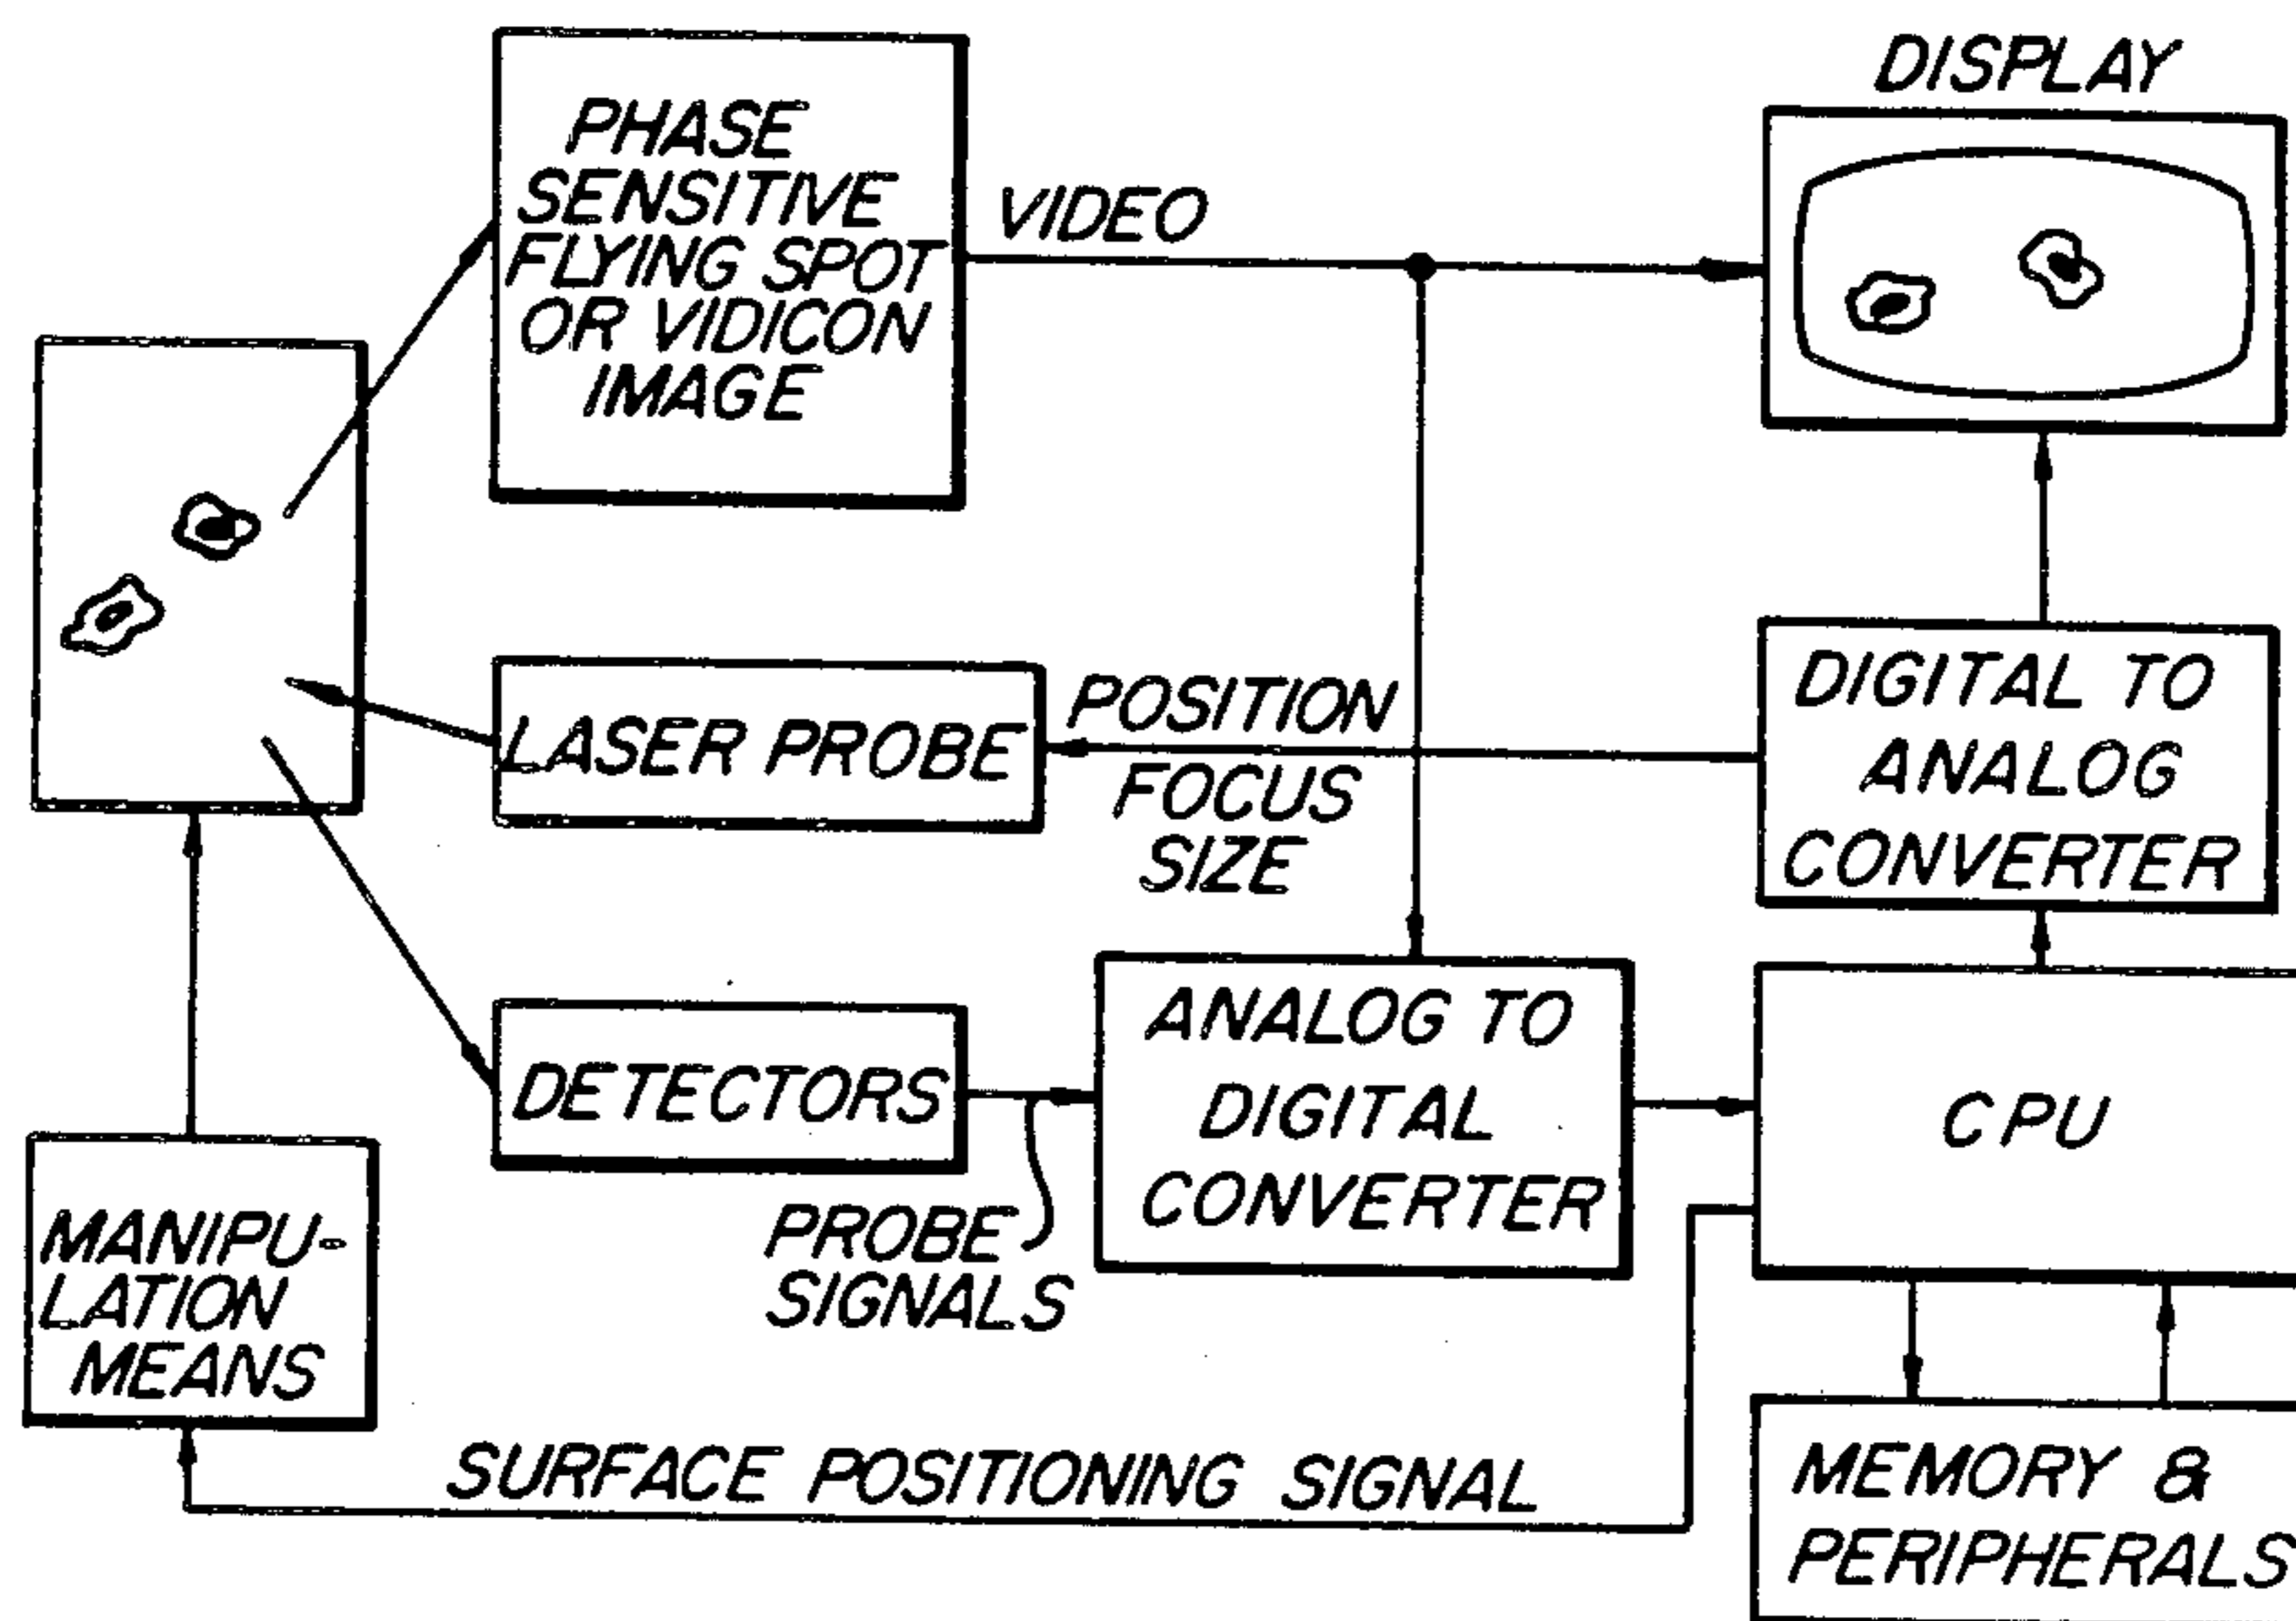 PHASE
SENSITIVE
FLYING SPOT
OR VIDICON
IMAGE
VIDEO
DISPLAY
LASER PROBE
POSITION
FOCUS
SIZE
DIGITAL TO
ANALOG
CONVERTER
DETECTORS
PROBE
SIGNALS
ANALOG TO
DIGITAL
CONVERTER
CPU
MANIPU-
LATION
MEANS
SURFACE POSITIONING SIGNAL
MEMORY &
PERIPHERALS